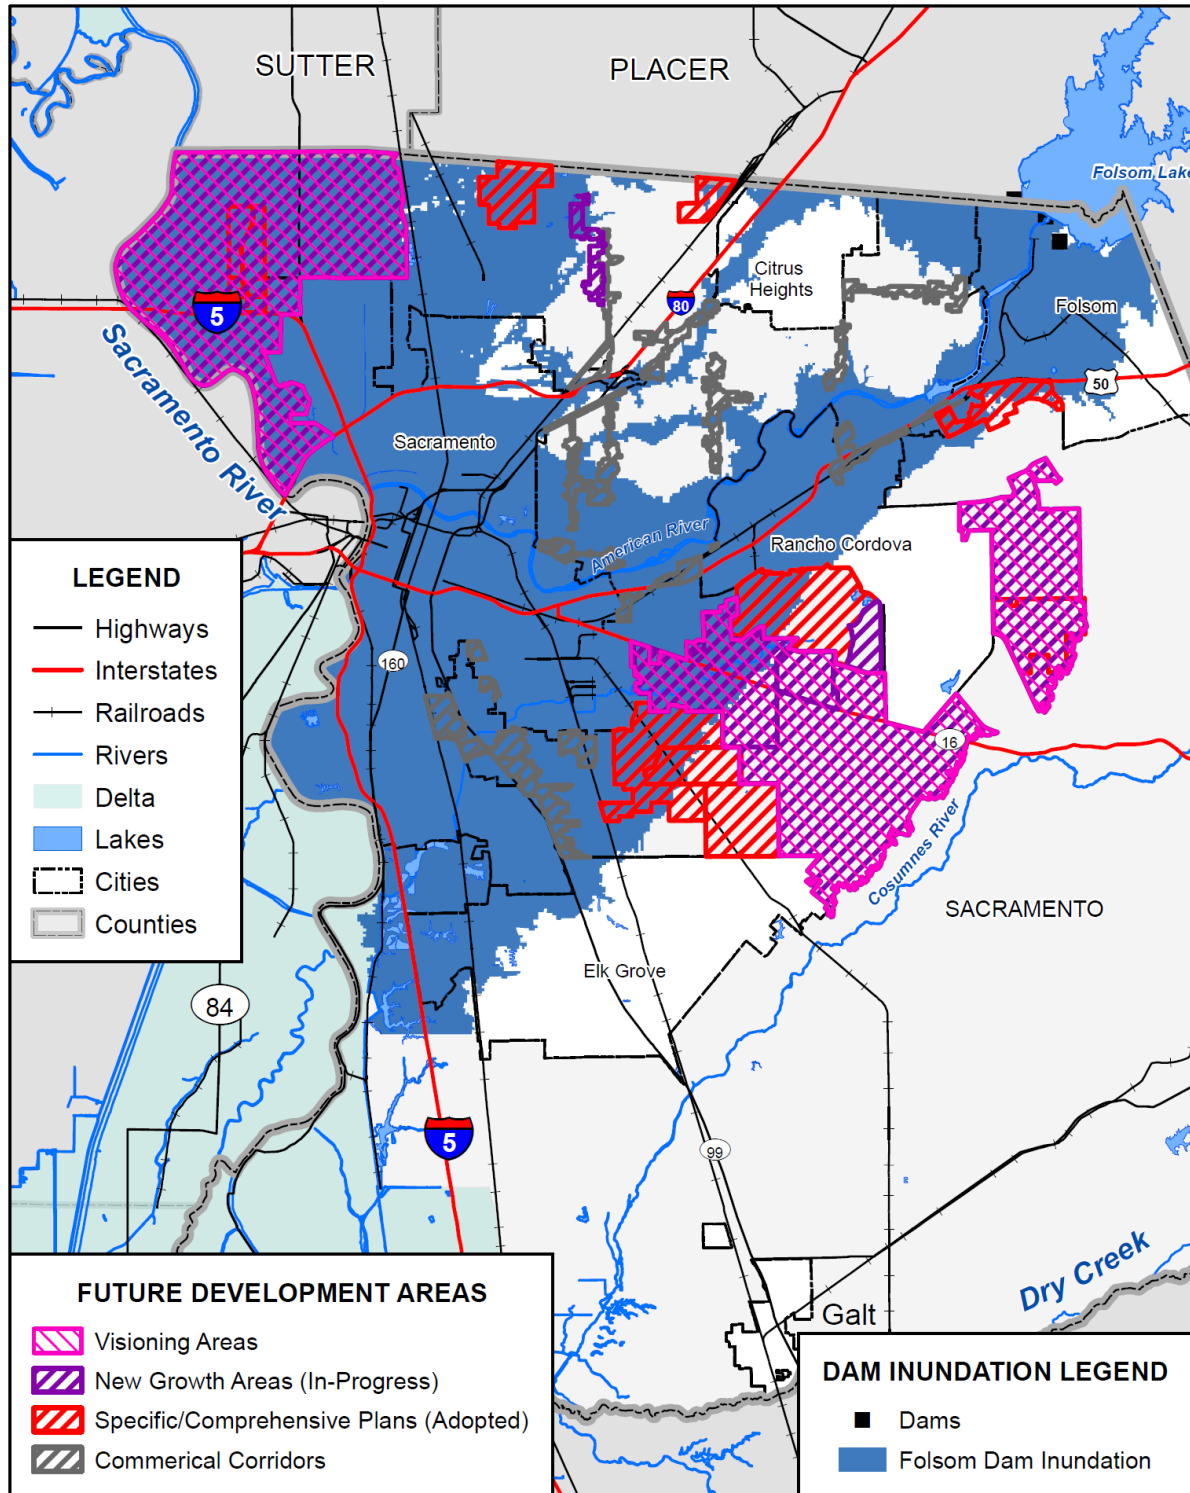 SUTTER
PLACER
Folsom Lake
Citrus
Heights
Folsom
5
80
50
Sacramento River
Sacramento
American River
Rancho Cordova
160
16
Cosumnes River
SACRAMENTO
Elk Grove
84
5
99
Dry Creek
Galt
LEGEND
Highways
Interstates
Railroads
Rivers
Delta
Lakes
Cities
Counties
FUTURE DEVELOPMENT AREAS
Visioning Areas
New Growth Areas (In-Progress)
Specific/Comprehensive Plans (Adopted)
Commerical Corridors
DAM INUNDATION LEGEND
Dams
Folsom Dam Inundation